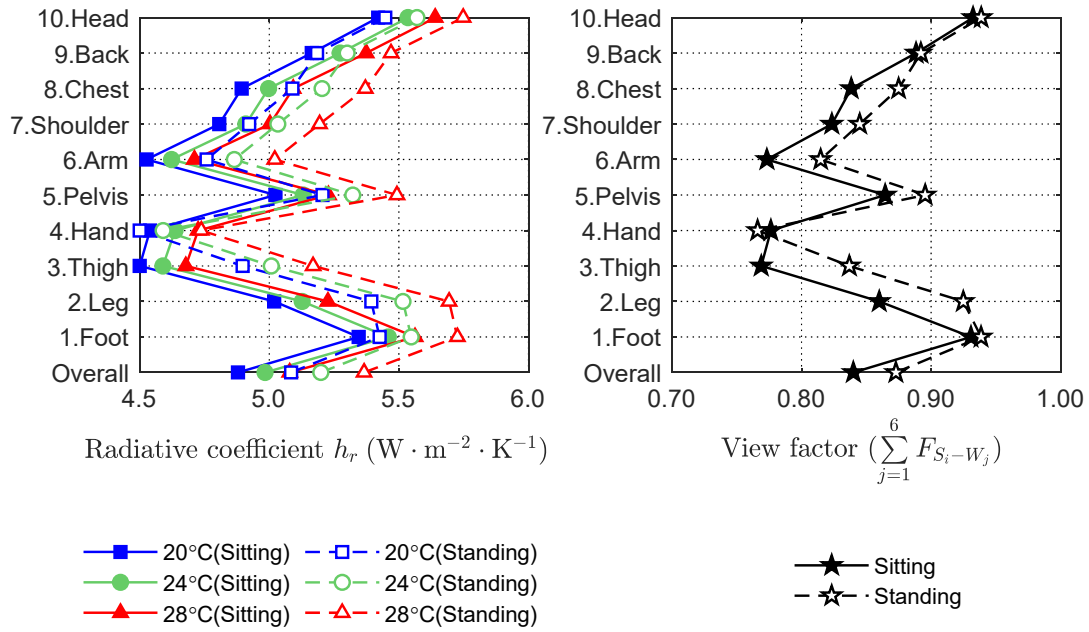 10.Head
9.Back
8.Chest
7.Shoulder
6.Arm
5.Pelvis
4.Hand
3.Thigh
2.Leg
1.Foot
Overall
4.5 5.0 5.5 6.0
Radiative coefficient h_r (W · m⁻² · K⁻¹)
10.Head
9.Back
8.Chest
7.Shoulder
6.Arm
5.Pelvis
4.Hand
3.Thigh
2.Leg
1.Foot
Overall
0.70 0.80 0.90 1.00
View factor (∑_{j=1}^{6} F_{S_i−W_j})
20°C(Sitting) 20°C(Standing)
24°C(Sitting) 24°C(Standing)
28°C(Sitting) 28°C(Standing)
Sitting
Standing